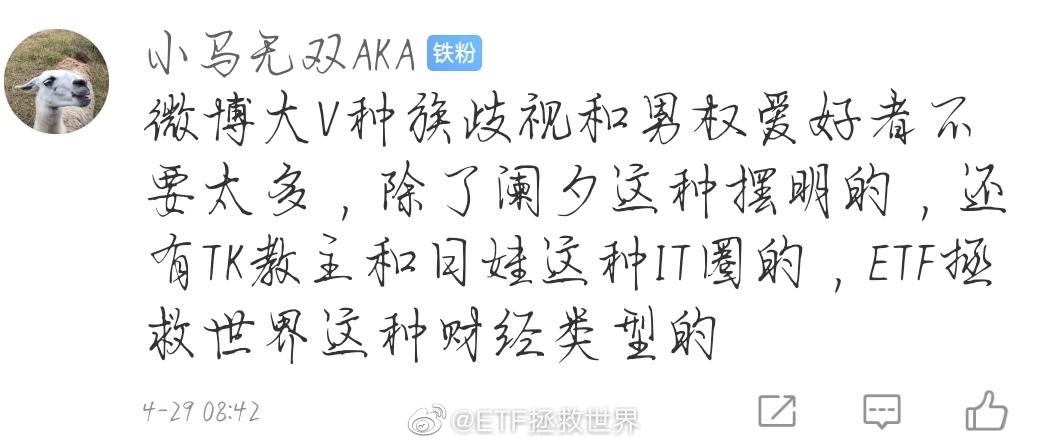 小马无双AKA 铁粉
微博大V种族歧视和男权爱好者不
要太多，除了阑夕这种摆明的，还
有TK教主和日娃这种IT圈的，ETF拯
救世界这种财经类型的
4-29 08:42
@ETF拯救世界